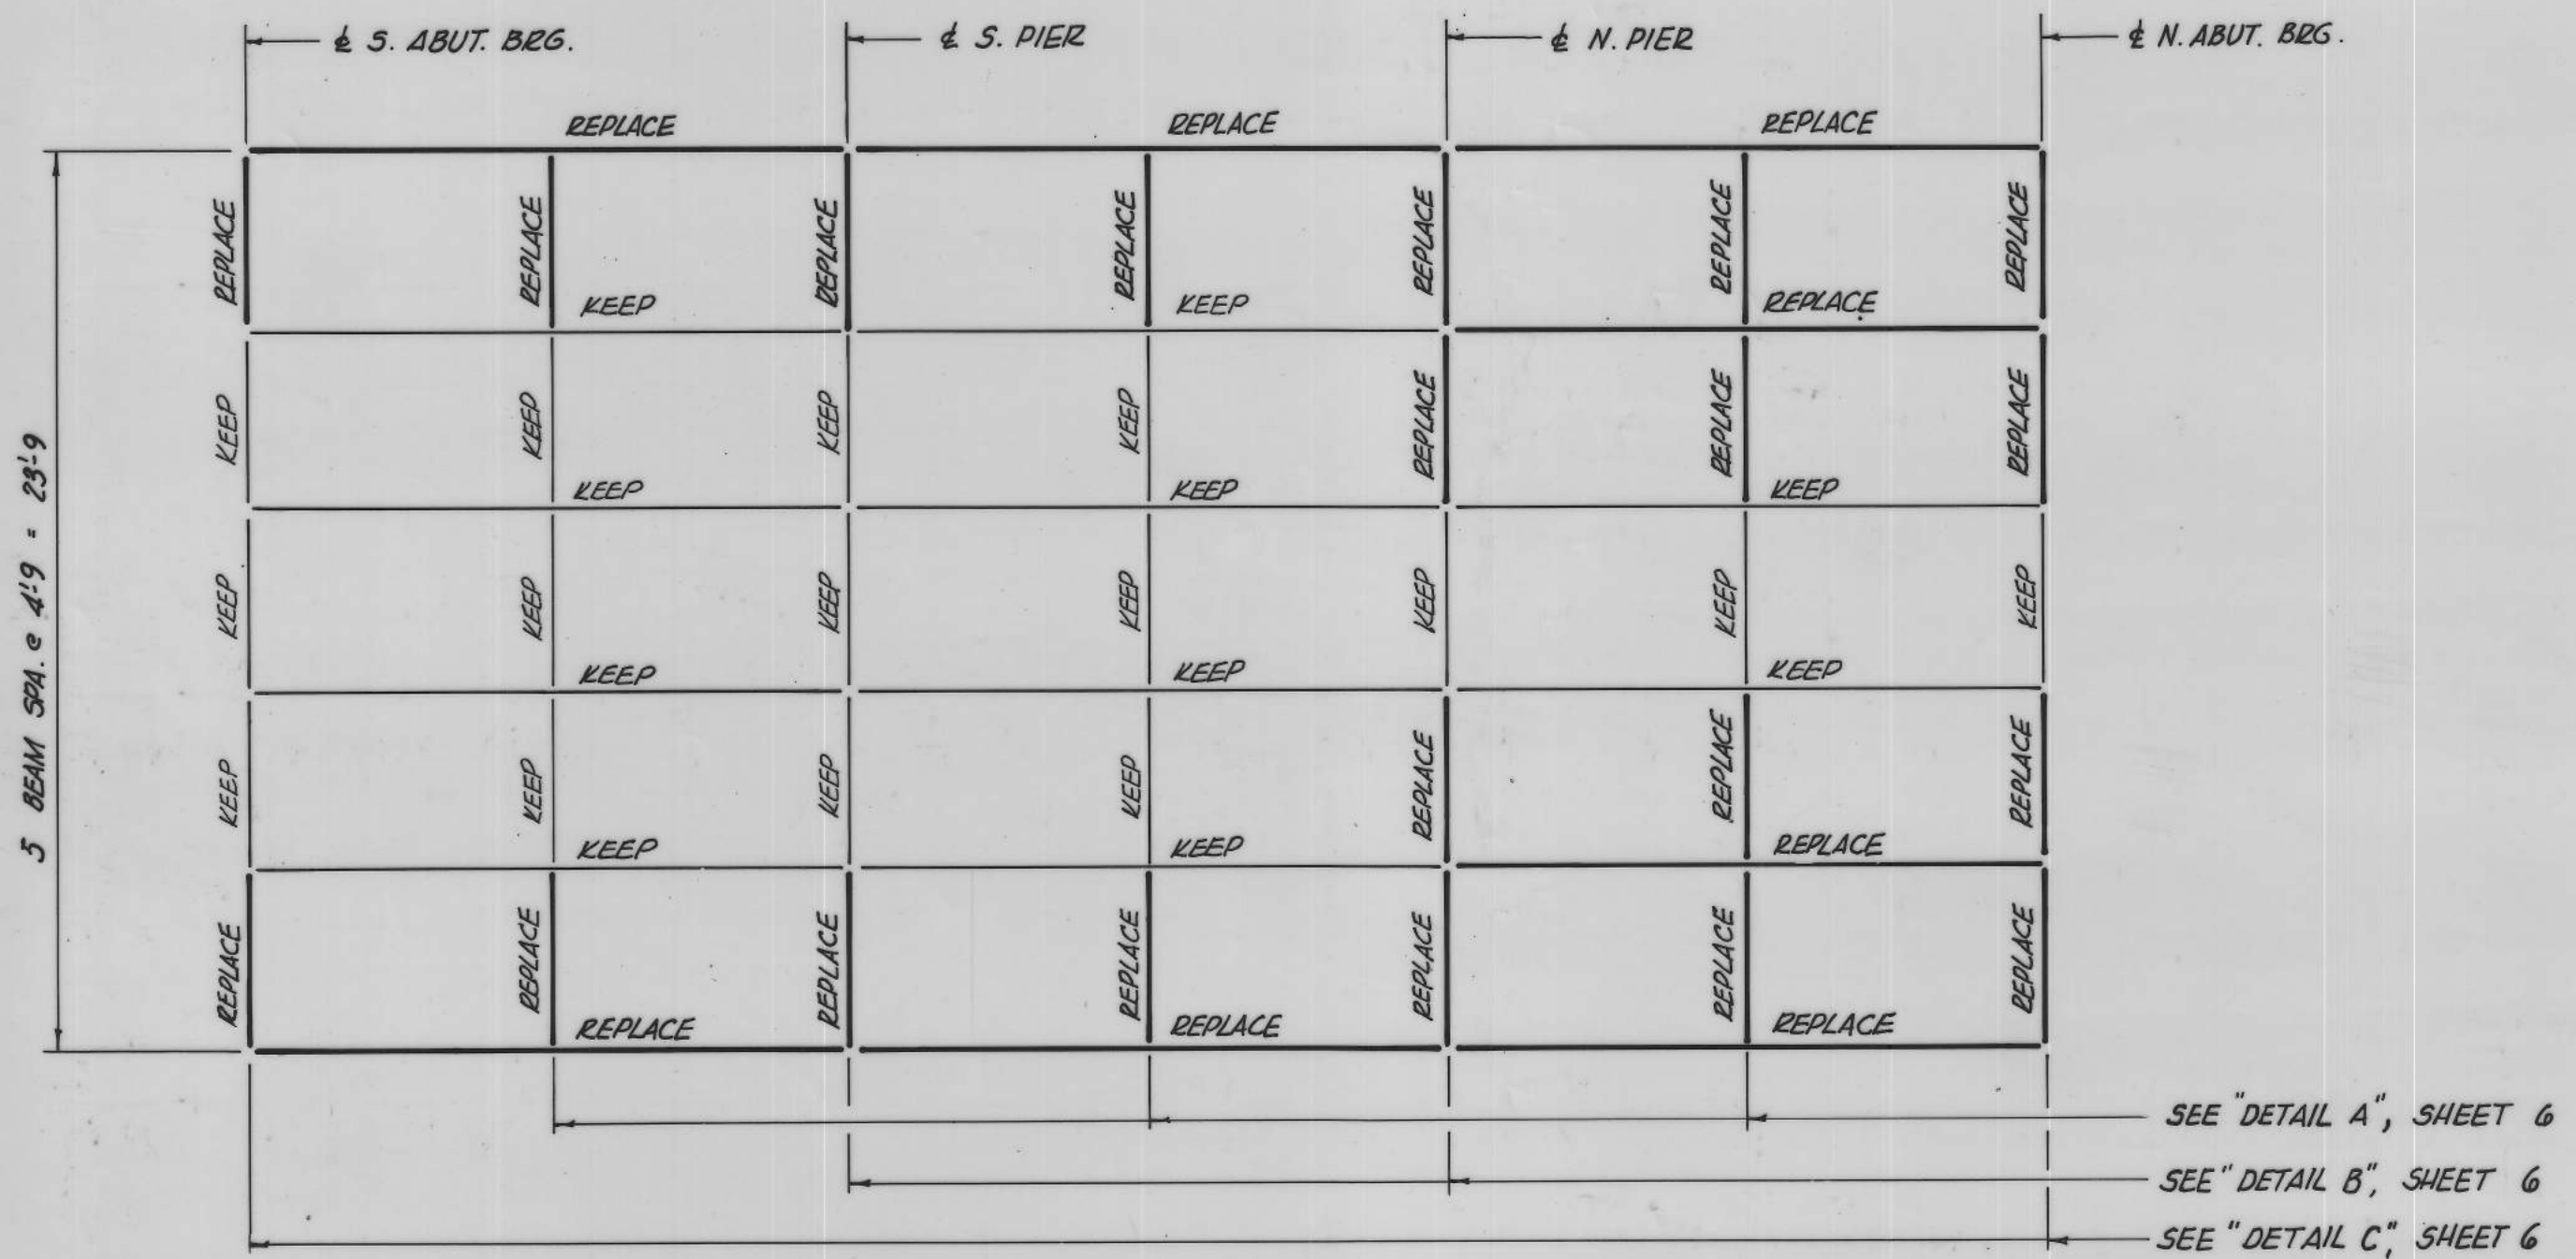 ℄ S. ABUT. BRG.
℄ S. PIER
℄ N. PIER
℄ N. ABUT. BRG.
REPLACE
REPLACE
REPLACE
REPLACE
REPLACE
REPLACE
REPLACE
REPLACE
REPLACE
REPLACE
KEEP
KEEP
REPLACE
KEEP
KEEP
KEEP
KEEP
REPLACE
REPLACE
REPLACE
KEEP
KEEP
KEEP
5 BEAM SPA. @ 4'-9 = 23'-9
KEEP
KEEP
KEEP
KEEP
KEEP
KEEP
KEEP
KEEP
KEEP
KEEP
KEEP
KEEP
KEEP
KEEP
REPLACE
REPLACE
REPLACE
KEEP
KEEP
REPLACE
REPLACE
REPLACE
REPLACE
REPLACE
REPLACE
REPLACE
REPLACE
REPLACE
REPLACE
REPLACE
SEE "DETAIL A", SHEET 6
SEE "DETAIL B", SHEET 6
SEE "DETAIL C", SHEET 6